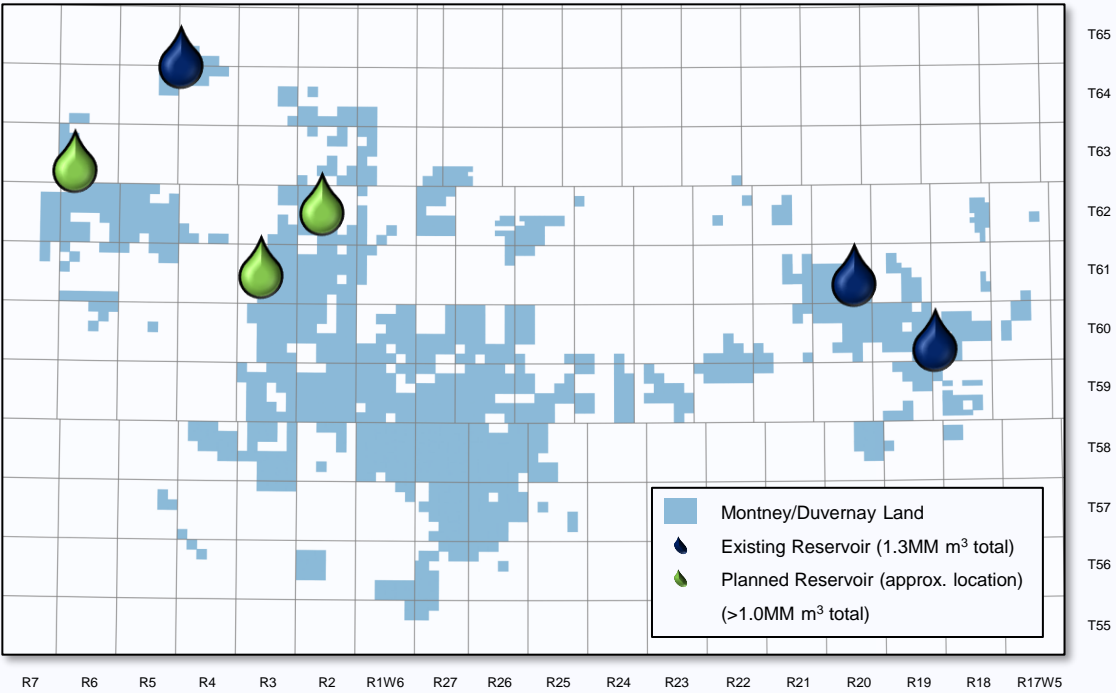 T65
T64
T63
T62
T61
T60
T59
T58
T57
T56
T55
Montney/Duvernay Land
Existing Reservoir (1.3MM m³ total)
Planned Reservoir (approx. location)
(>1.0MM m³ total)
R7 R6 R5 R4 R3 R2 R1W6 R27 R26 R25 R24 R23 R22 R21 R20 R19 R18 R17W5